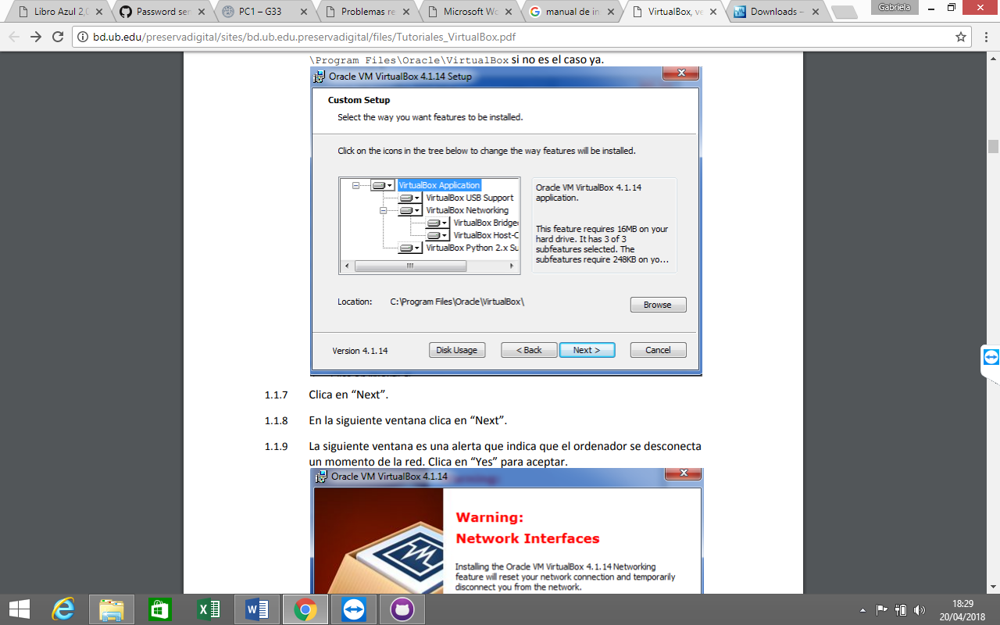 Libro Azul 2,0
Password ser
PC1 – G33
Problemas re
Microsoft Wo
manual de in
VirtualBox, ve
Downloads –
Gabriela
bd.ub.edu/preservadigital/sites/bd.ub.edu.preservadigital/files/Tutoriales_VirtualBox.pdf
\Program Files\Oracle\VirtualBox si no es el caso ya.
Oracle VM VirtualBox 4.1.14 Setup
Custom Setup
Select the way you want features to be installed.
Click on the icons in the tree below to change the way features will be installed.
VirtualBox Application
VirtualBox USB Support
VirtualBox Networking
VirtualBox Bridge
VirtualBox Host-O
VirtualBox Python 2.x Su
Oracle VM VirtualBox 4.1.14
application.
This feature requires 16MB on your
hard drive. It has 3 of 3
subfeatures selected. The
subfeatures require 248KB on yo...
Location: C:\Program Files\Oracle\VirtualBox\
Browse
Version 4.1.14
Disk Usage
< Back
Next >
Cancel
1.1.7 Clica en “Next”.
1.1.8 En la siguiente ventana clica en “Next”.
1.1.9 La siguiente ventana es una alerta que indica que el ordenador se desconecta
un momento de la red. Clica en “Yes” para aceptar.
Oracle VM VirtualBox 4.1.14
Warning:
Network Interfaces
Installing the Oracle VM VirtualBox 4.1.14 Networking
feature will reset your network connection and temporarily
disconnect you from the network.
18:29
20/04/2018